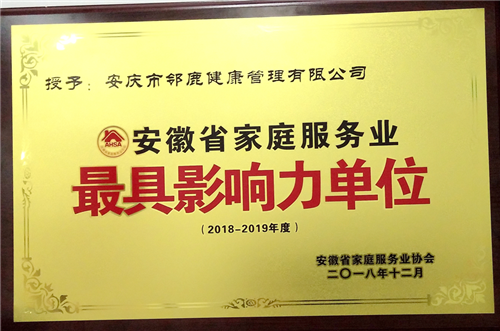 授予：安庆市邻鹿健康管理有限公司
AHSA
安徽省家庭服务业
最具影响力单位
（2018-2019年度）
安徽省家庭服务业协会
二〇一八年十二月